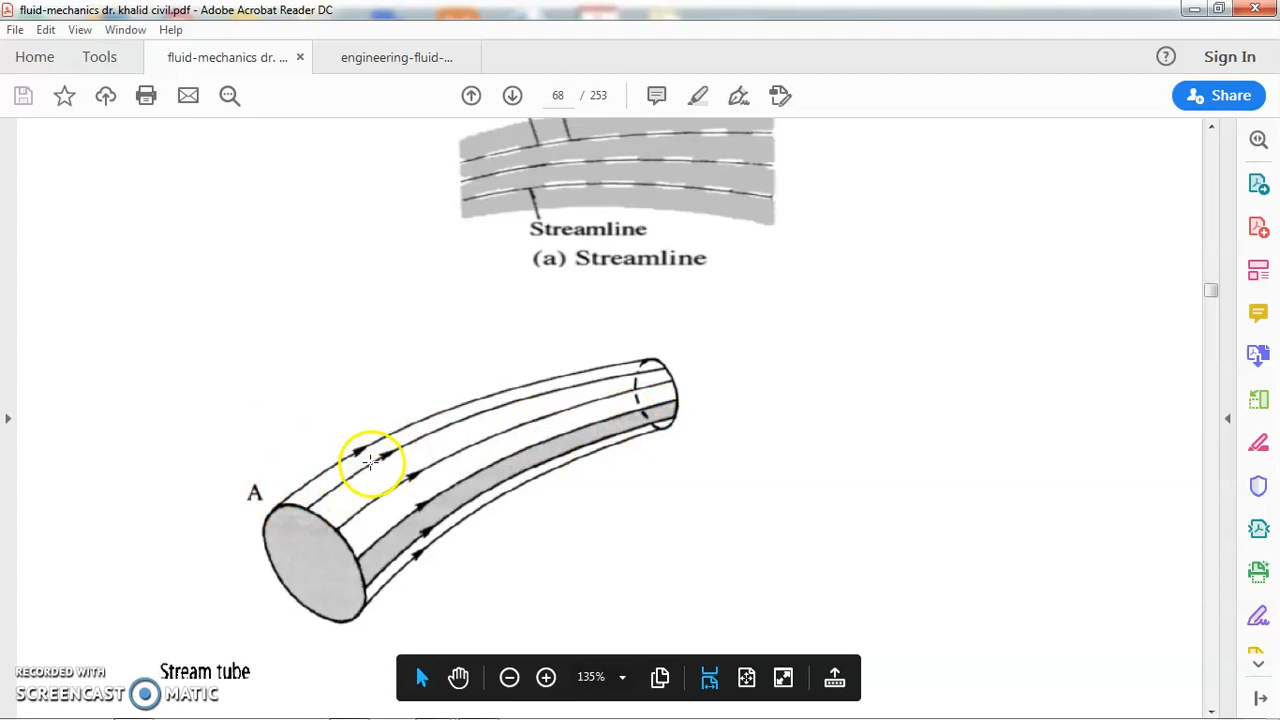 fluid-mechanics dr. khalid civil.pdf - Adobe Acrobat Reader DC
File Edit View Window Help
Home Tools fluid-mechanics dr. ... × engineering-fluid-... ? Sign In
68 / 253 Share
Streamline
(a) Streamline
A
Stream tube
RECORDED WITH
SCREENCAST MATIC
135%